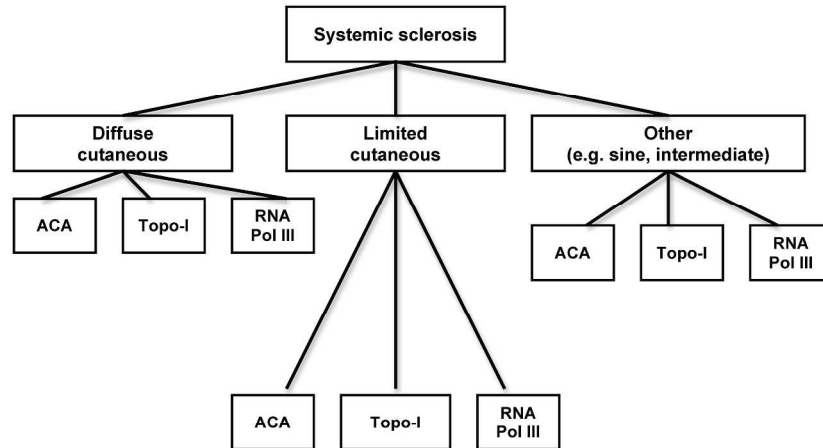 Systemic sclerosis
Diffuse
cutaneous
Limited
cutaneous
Other
(e.g. sine, intermediate)
ACA
Topo-I
RNA
Pol III
ACA
Topo-I
RNA
Pol III
ACA
Topo-I
RNA
Pol III